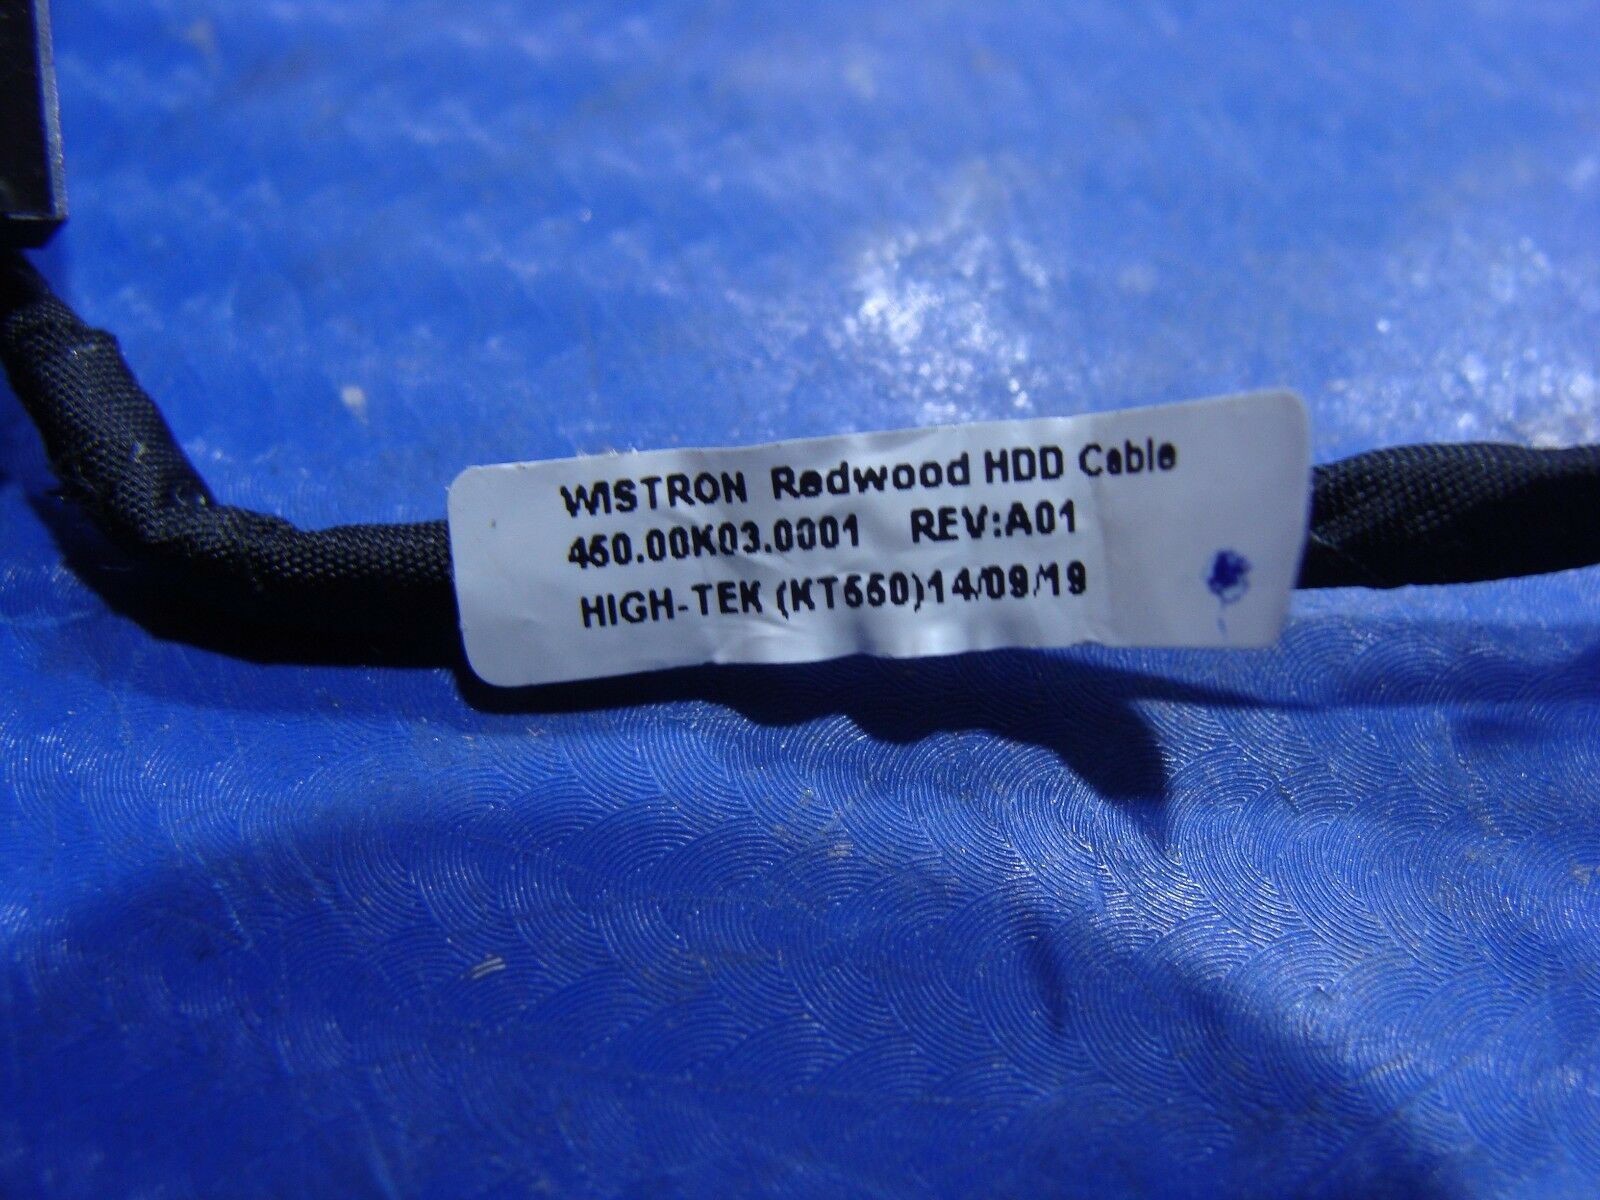 WISTRON Redwood HDD Cable
450.00K03.0001 REV:A01
HIGH-TEK (KT550)14/09/19